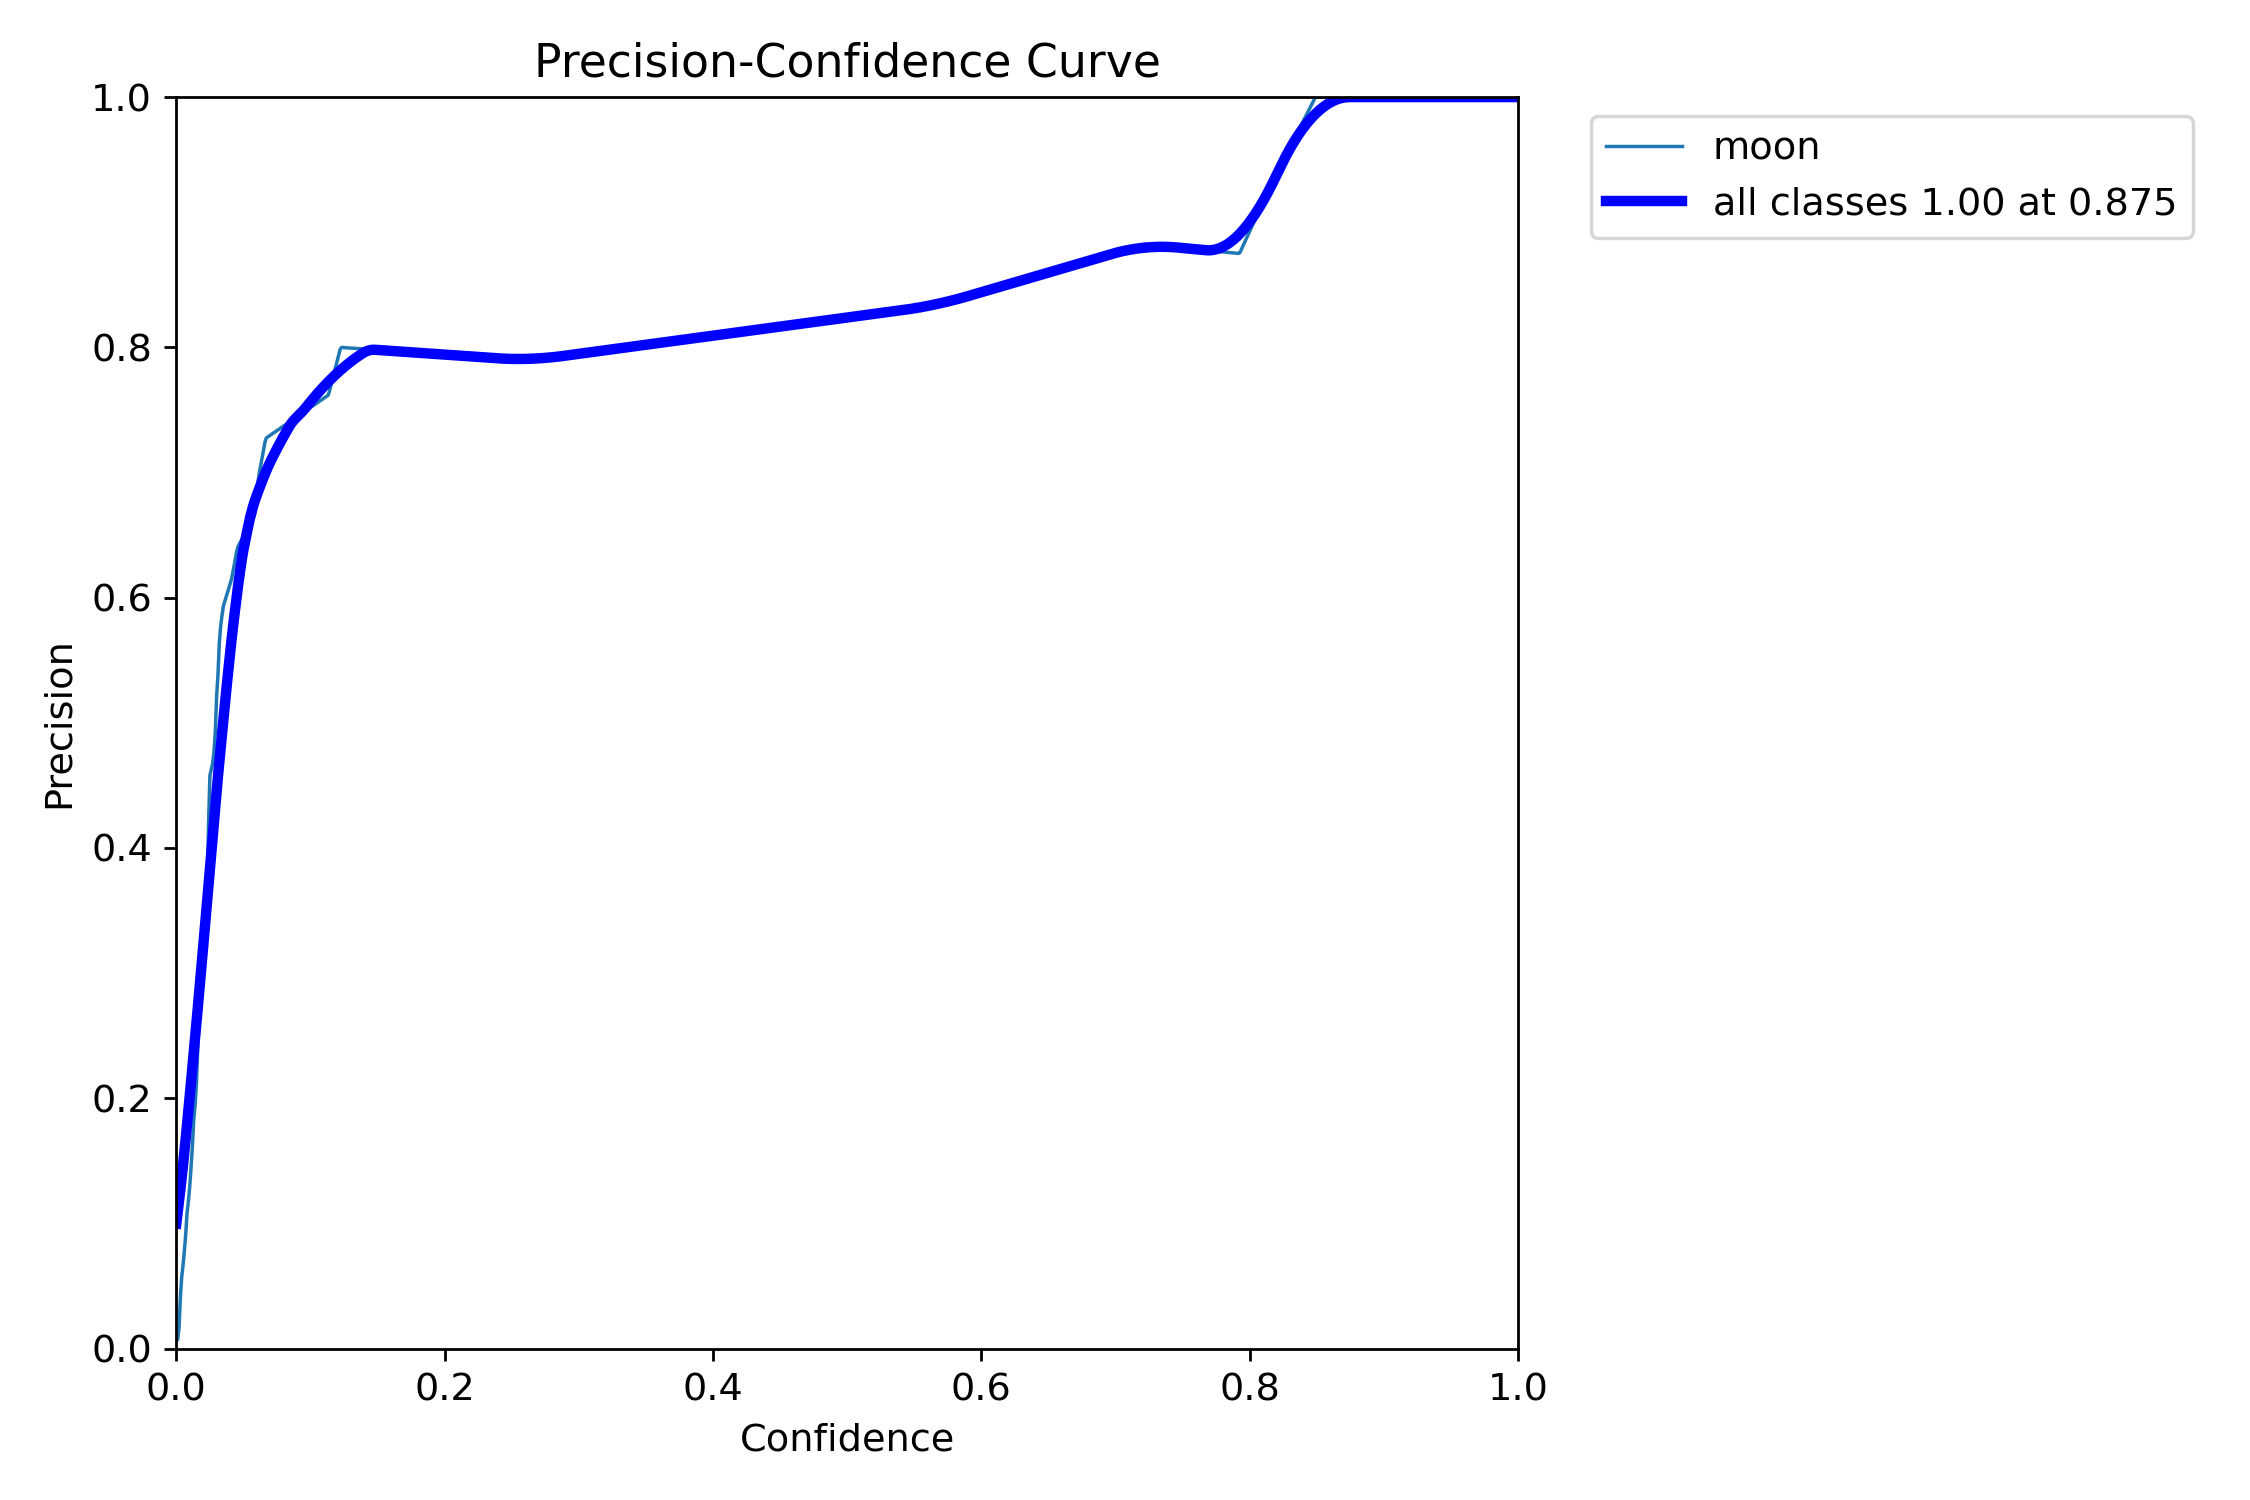 Precision-Confidence Curve
moon
all classes 1.00 at 0.875
Precision
1.0
0.8
0.6
0.4
0.2
0.0
0.0 0.2 0.4 0.6 0.8 1.0
Confidence